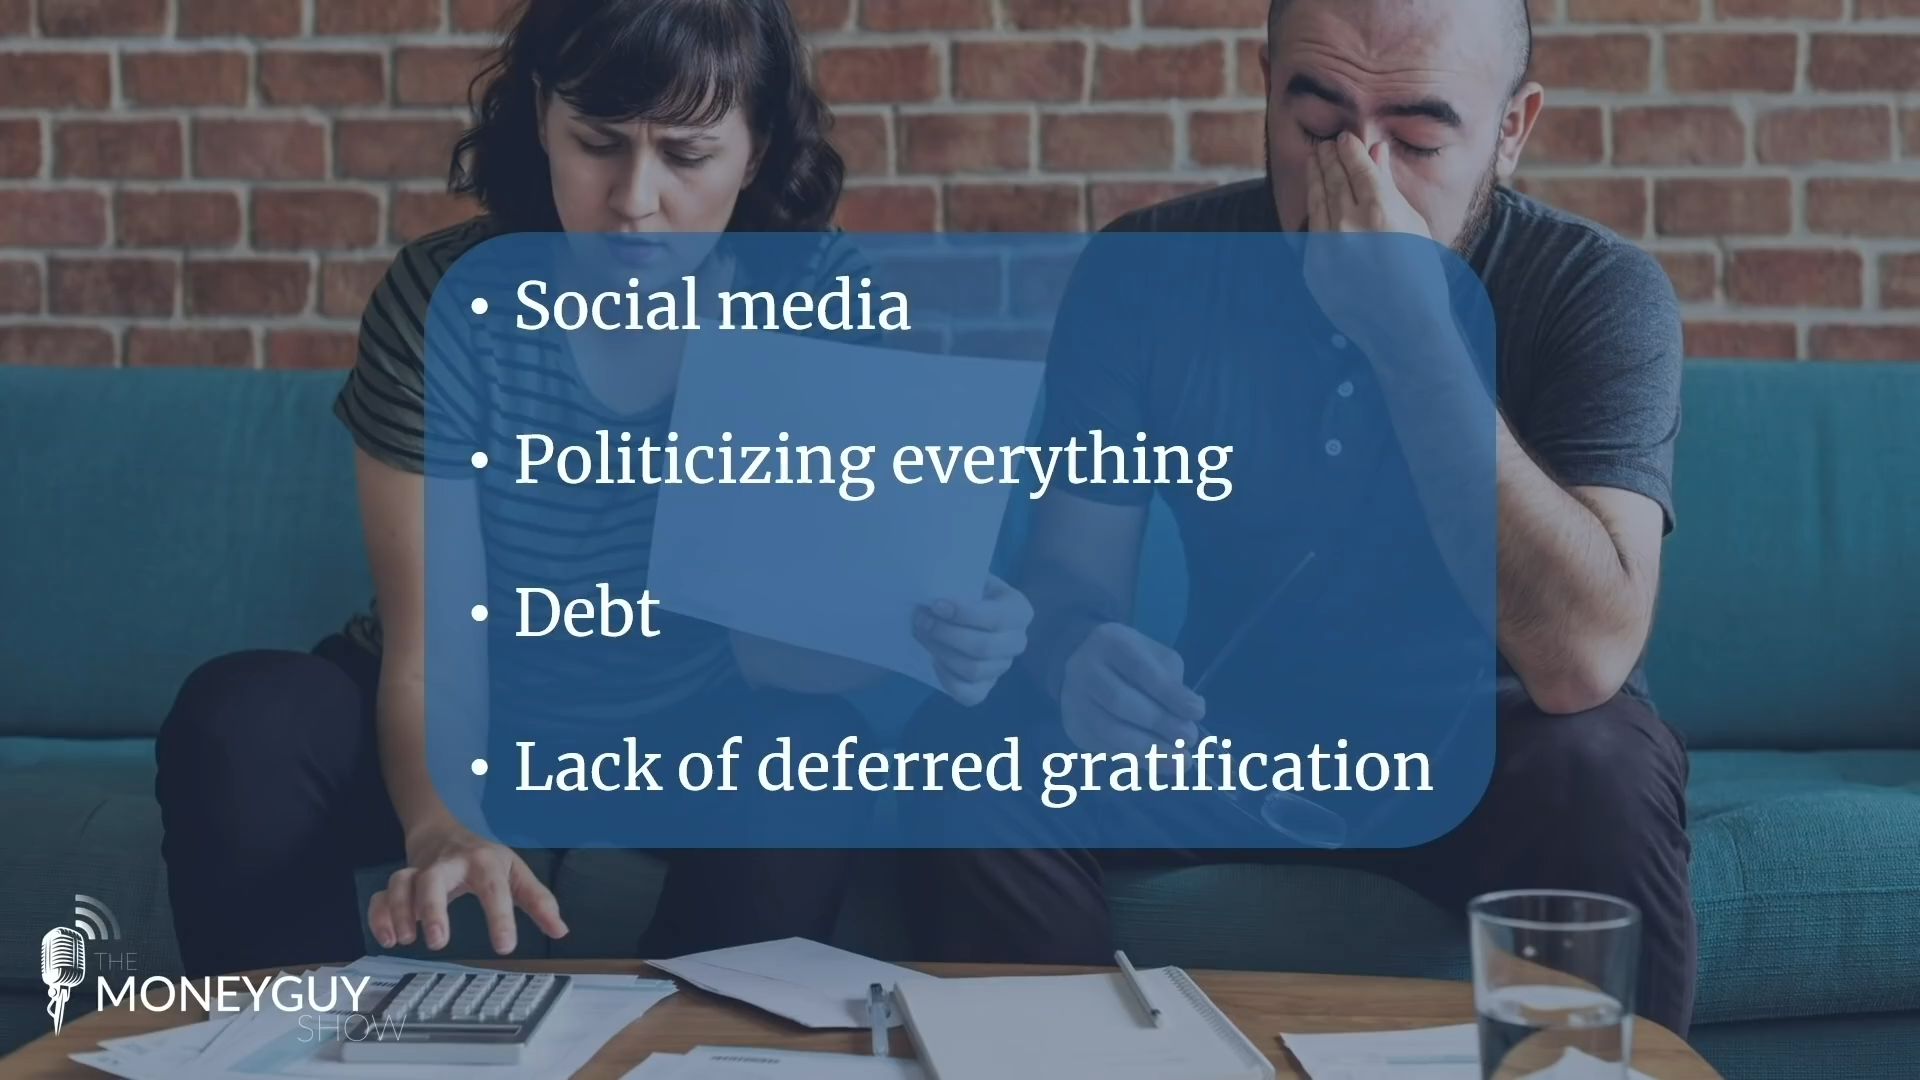 • Social media
• Politicizing everything
• Debt
• Lack of deferred gratification
THE
MONEYGUY
SHOW